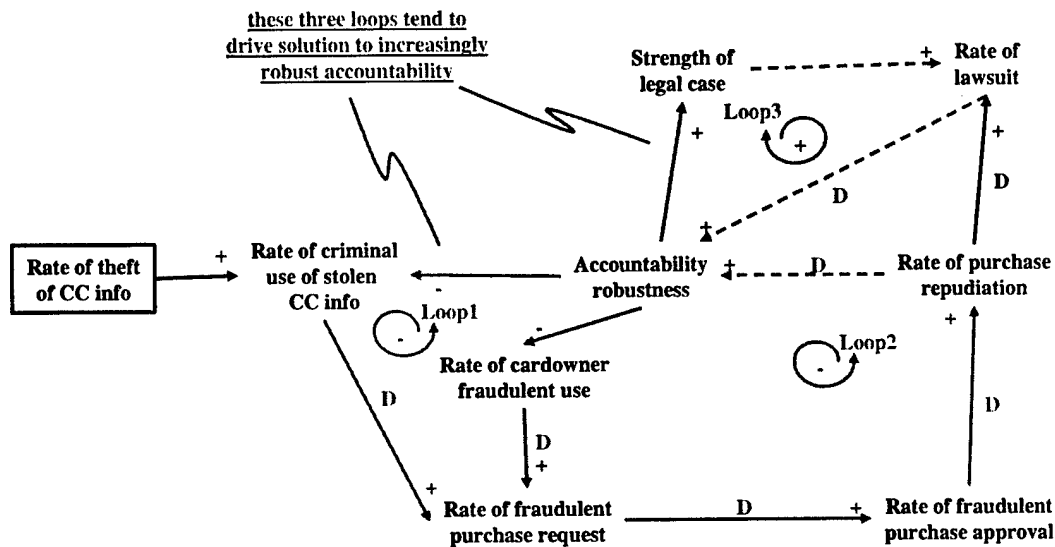 these three loops tend to
drive solution to increasingly
robust accountability
Strength of
legal case
+
Rate of
lawsuit
Loop3
+
+
+
D
D
Rate of theft
of CC info
+
Rate of criminal
use of stolen
CC info
-
Accountability
robustness
+
+
D
Rate of purchase
repudiation
+
Loop1
-
-
Rate of cardowner
fraudulent use
Loop2
-
D
D
+
D
+
Rate of fraudulent
purchase request
D
+
Rate of fraudulent
purchase approval